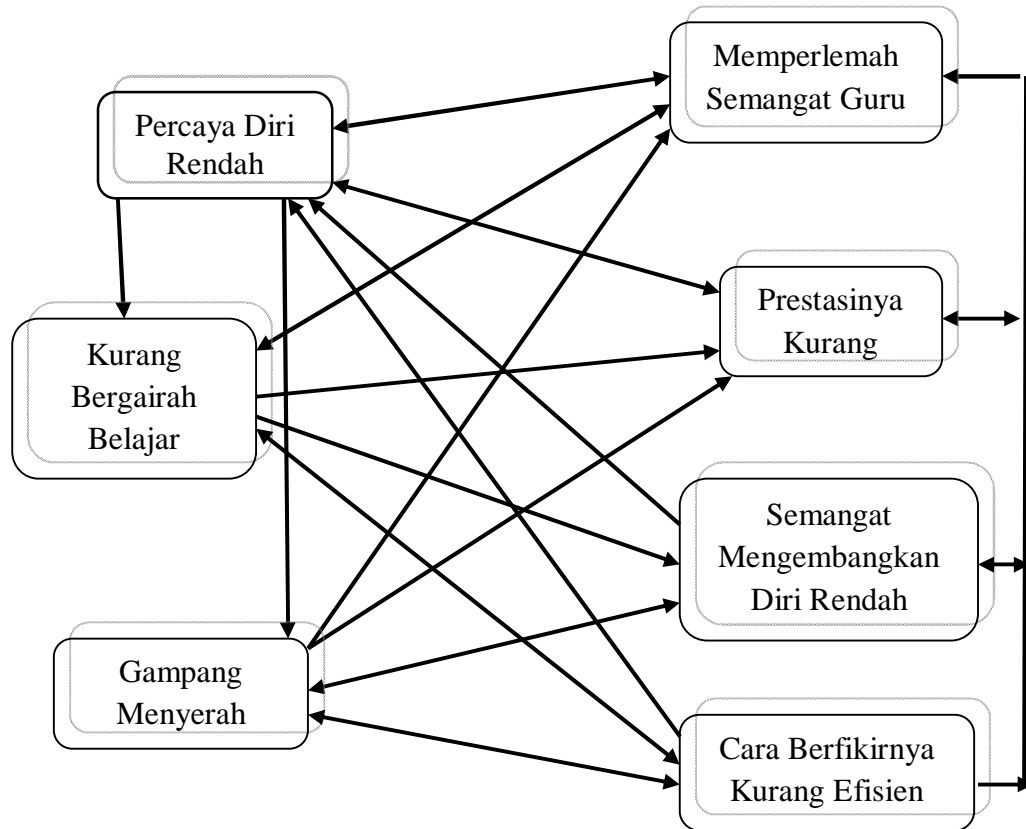 Percaya Diri
Rendah
Kurang
Bergairah
Belajar
Gampang
Menyerah
Memperlemah
Semangat Guru
Prestasinya
Kurang
Semangat
Mengembangkan
Diri Rendah
Cara Berfikirnya
Kurang Efisien